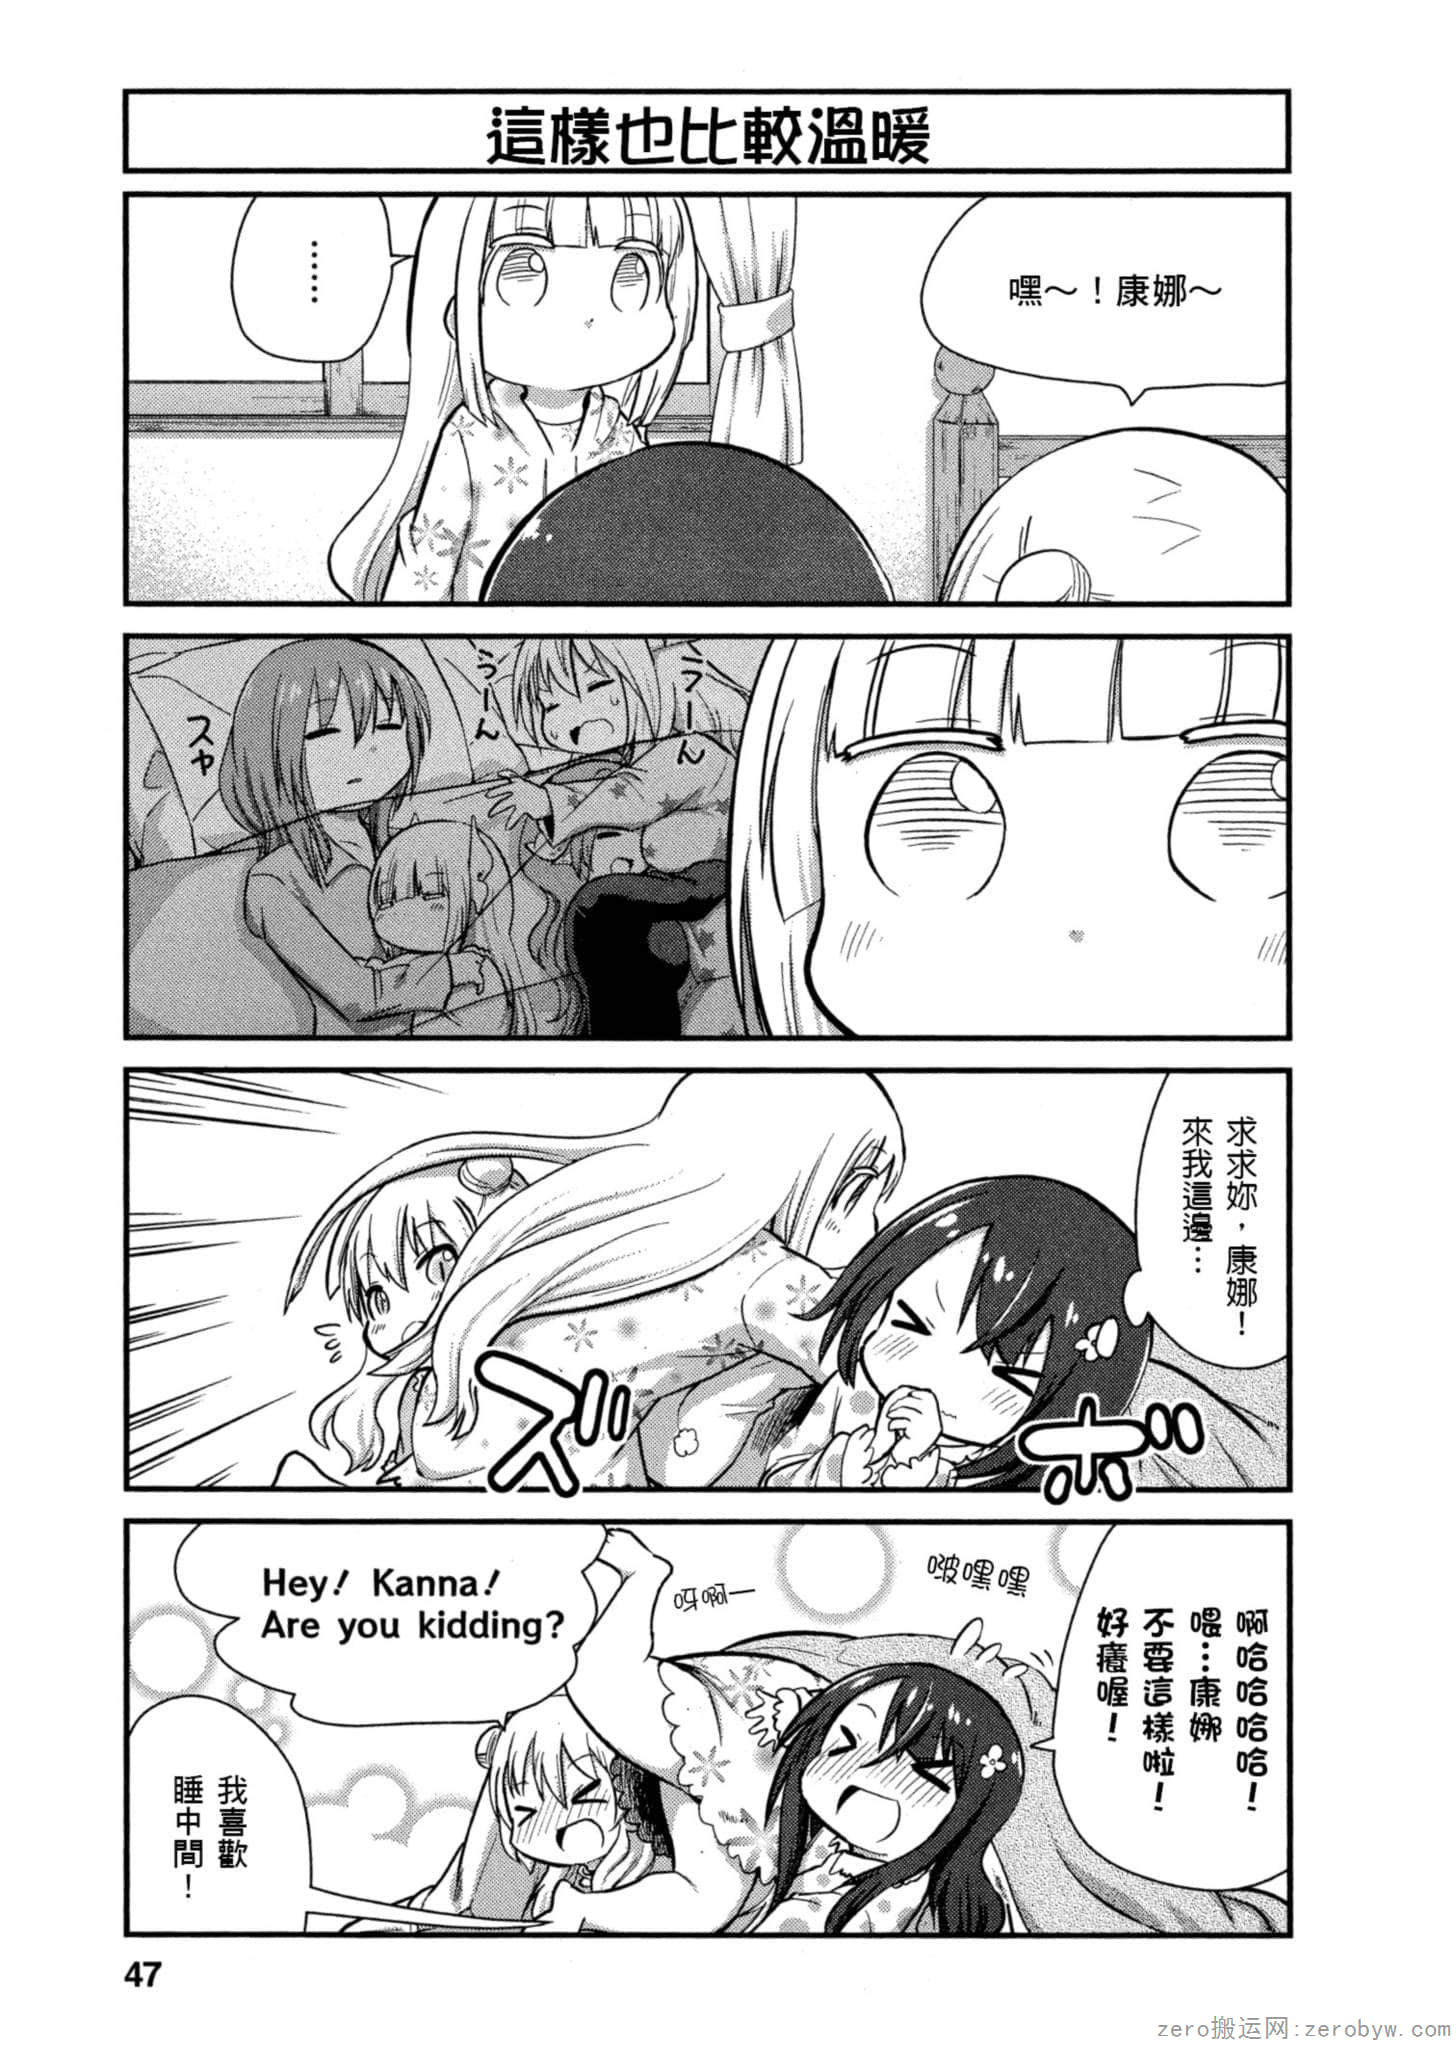 這樣也比較溫暖
嘿～！康娜～
……
うーん
うーん
スヤ
求求妳，康娜！
來我這邊…
ズボ
啊哈哈哈哈！
喂…康娜
不要這樣啦！
好癢喔！
啵嘿嘿
呀啊—
Hey! Kanna!
Are you kidding?
我喜歡
睡中間！
47
zero搬运网:zerobyw.com